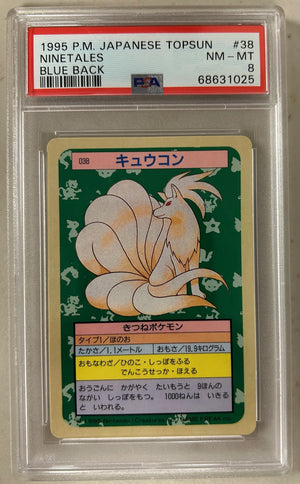 1995 P.M. JAPANESE TOPSUN #38
NINETALES NM-MT
BLUE BACK 8
PSA 68631025
038 キュウコン
きつねポケモン
タイプ1/ほのお
たかさ/1.1メートル おもさ/19.9キログラム
おもなわざ/ひのこ・しっぽをふる
でんこうせっか・ほえる
おうごんに かがやく たいもうと 9ほんの
ながい しっぽを もつ。 1000ねんは いきる
と いわれる。